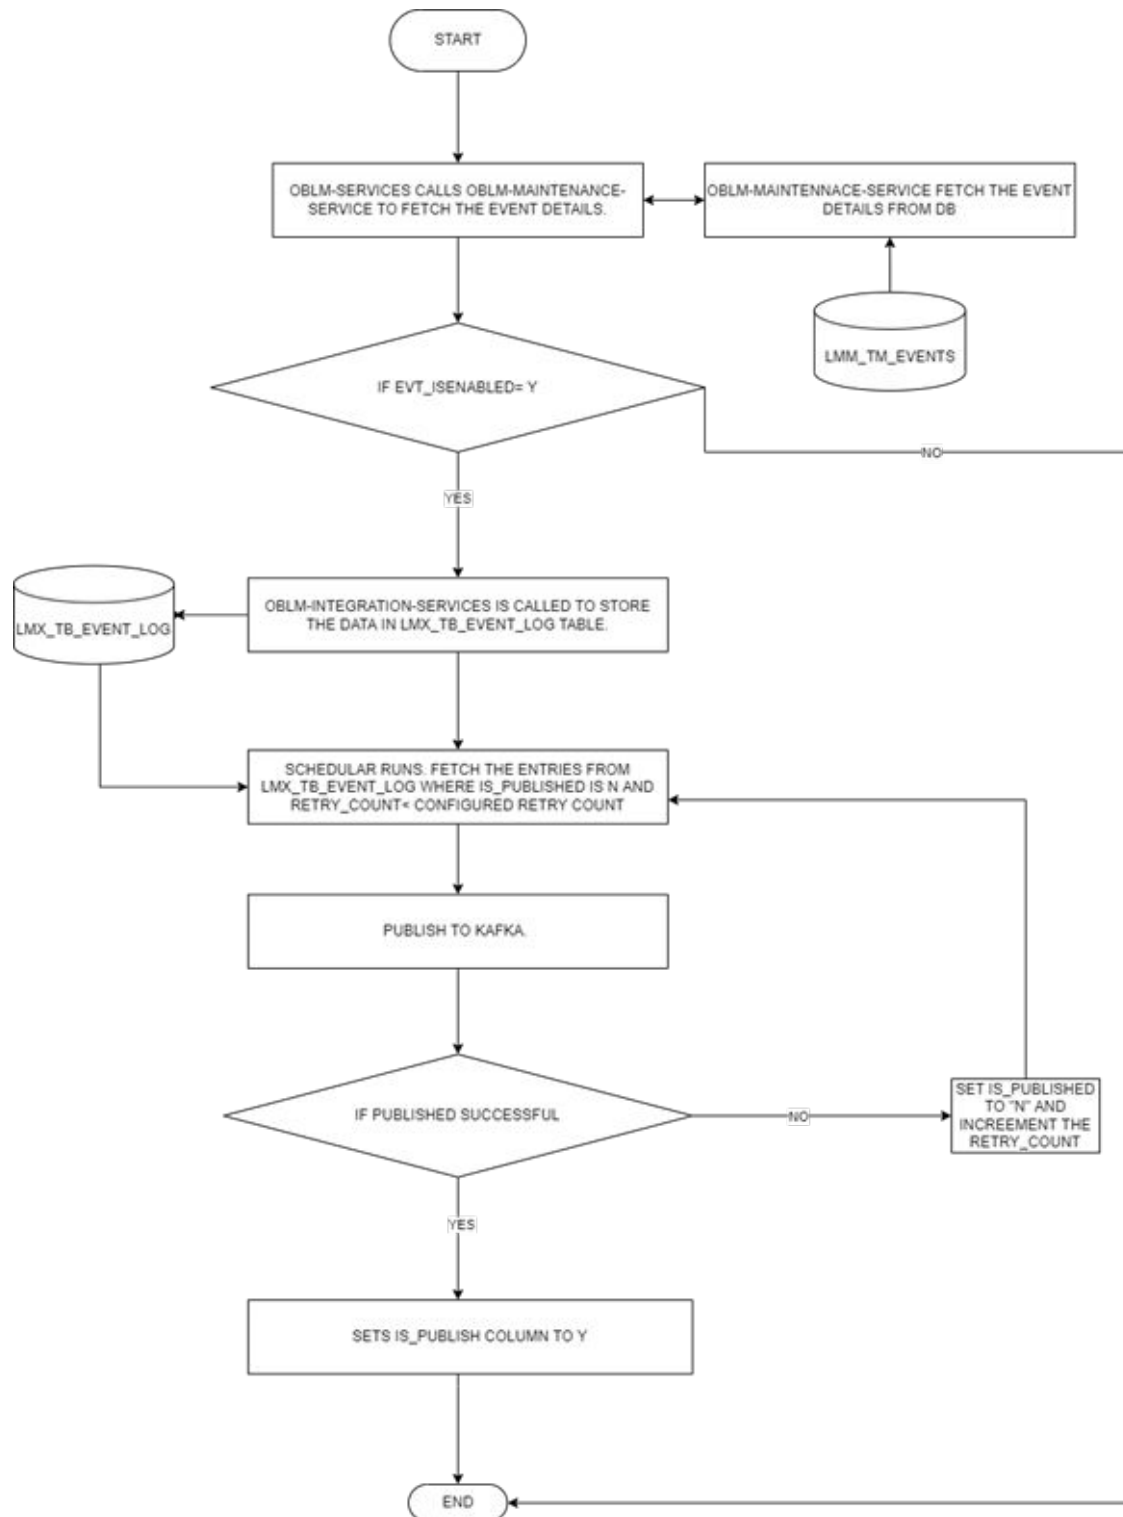 START
OBLM-SERVICES CALLS OBLM-MAINTENANCE-
SERVICE TO FETCH THE EVENT DETAILS.
OBLM-MAINTENNACE-SERVICE FETCH THE EVENT
DETAILS FROM DB
LMM_TM_EVENTS
IF EVT_ISENABLED= Y
NO
YES
OBLM-INTEGRATION-SERVICES IS CALLED TO STORE
THE DATA IN LMX_TB_EVENT_LOG TABLE.
LMX_TB_EVENT_LOG
SCHEDULAR RUNS: FETCH THE ENTRIES FROM
LMX_TB_EVENT_LOG WHERE IS_PUBLISHED IS N AND
RETRY_COUNT< CONFIGURED RETRY COUNT
PUBLISH TO KAFKA.
IF PUBLISHED SUCCESSFUL
NO
SET IS_PUBLISHED
TO "N" AND
INCREEMENT THE
RETRY_COUNT
YES
SETS IS_PUBLISH COLUMN TO Y
END